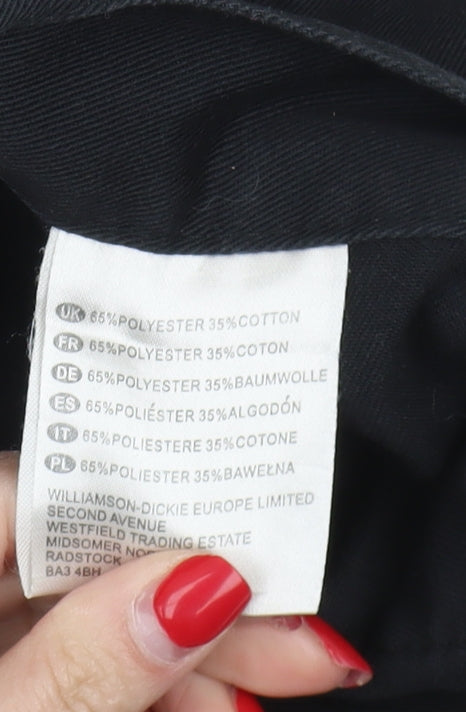 UK 65%POLYESTER 35%COTTON
FR 65%POLYESTER 35%COTON
DE 65%POLYESTER 35%BAUMWOLLE
ES 65%POLIÉSTER 35%ALGODÓN
IT 65%POLIESTERE 35%COTONE
PL 65%POLIESTER 35%BAWEŁNA
WILLIAMSON-DICKIE EUROPE LIMITED
SECOND AVENUE
WESTFIELD TRADING ESTATE
MIDSOMER
RADSTOCK
BA3 4BH